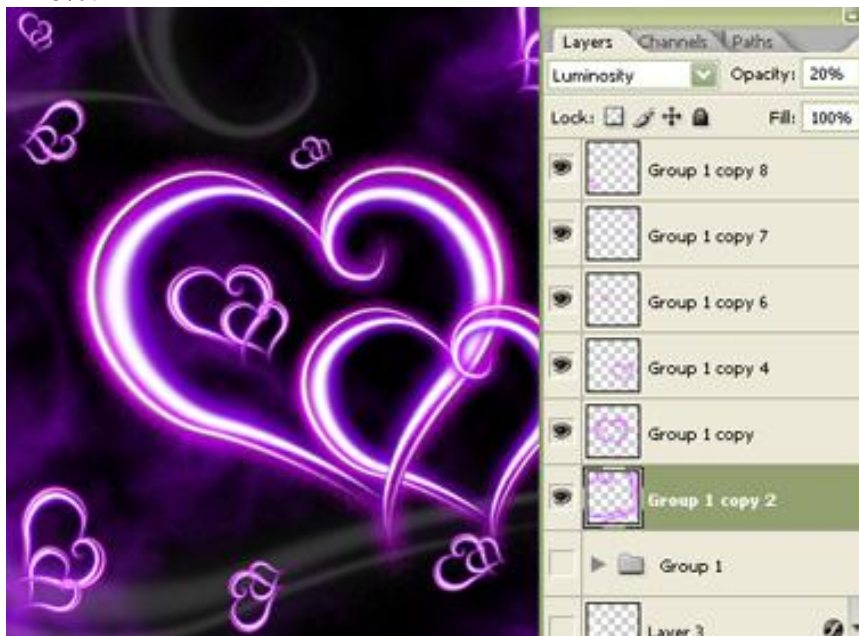 Layers Channels Paths
Luminosity Opacity: 20%
Lock: Fill: 100%
Group 1 copy 8
Group 1 copy 7
Group 1 copy 6
Group 1 copy 4
Group 1 copy
Group 1 copy 2
Group 1
Layer 3